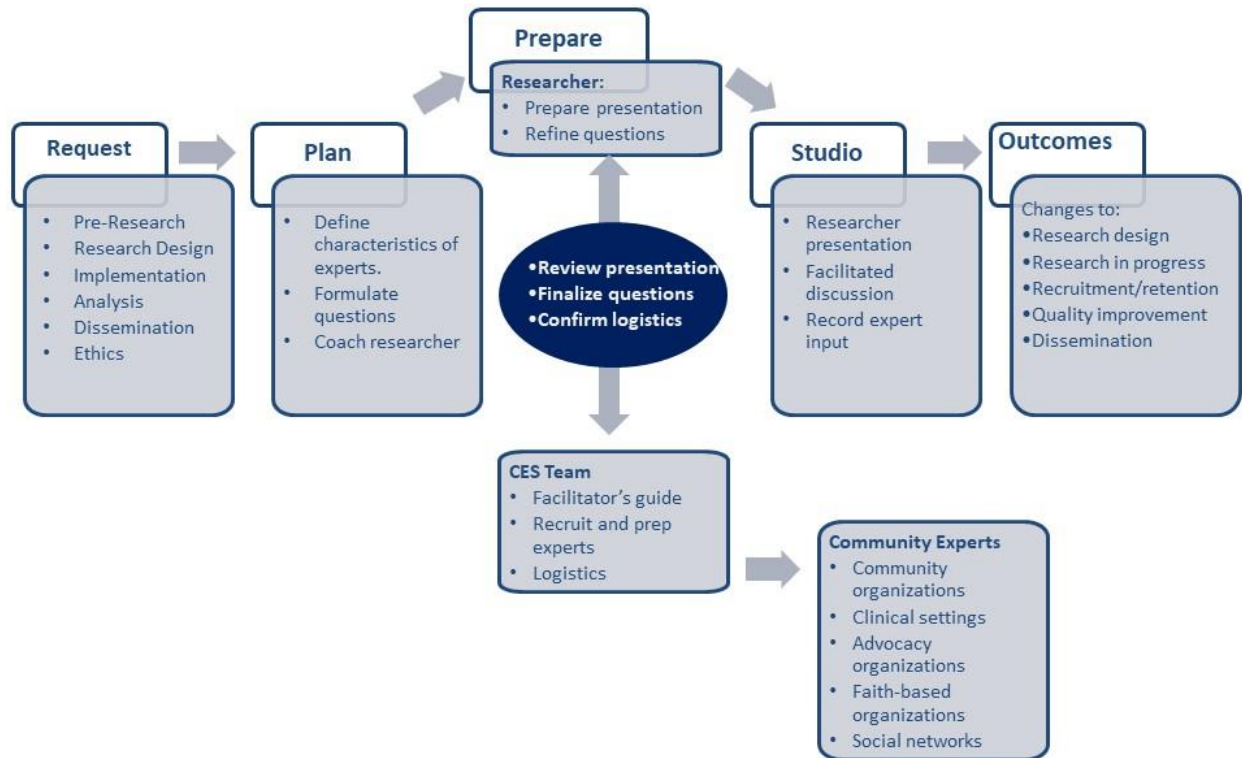 Prepare
Researcher:
• Prepare presentation
• Refine questions
Request
• Pre-Research
• Research Design
• Implementation
• Analysis
• Dissemination
• Ethics
Plan
• Define
characteristics of
experts.
• Formulate
questions
• Coach researcher
•Review presentation
•Finalize questions
•Confirm logistics
Studio
• Researcher
presentation
• Facilitated
discussion
• Record expert
input
Outcomes
Changes to:
•Research design
•Research in progress
•Recruitment/retention
•Quality improvement
•Dissemination
CES Team
• Facilitator’s guide
• Recruit and prep
experts
• Logistics
Community Experts
• Community
organizations
• Clinical settings
• Advocacy
organizations
• Faith-based
organizations
• Social networks